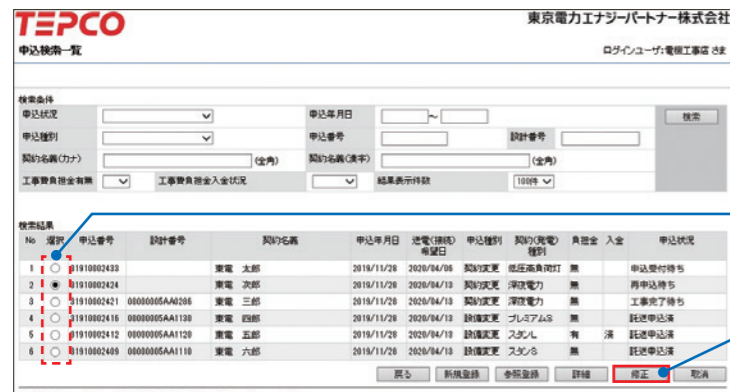 TEPCO
東京電力エナジーパートナー株式会社
申込検索一覧
ログインユーザ:電機工事店 さま
検索条件
申込状況 申込年月日 ~ 検索
申込種別 申込番号 設計番号
契約名義(カナ) (全角) 契約名義(漢字) (全角)
工事費負担金有無 工事費負担金入金状況 結果表示件数 100件
検索結果
No 選択 申込番号 設計番号 契約名義 申込年月日 送電(接続)希望日 申込種別 契約(発電)種別 負担金 入金 申込状況
1 31910002433 東電 太郎 2019/11/28 2020/04/06 契約変更 低圧高負荷灯 無 申込受付待ち
2 31910002424 東電 次郎 2019/11/28 2020/04/13 契約変更 深夜電力 無 再申込待ち
3 31910002421 00000005AA0286 東電 三郎 2019/11/28 2020/04/13 契約変更 深夜電力 無 工事完了待ち
4 31910002416 00000005AA1130 東電 四郎 2019/11/28 2020/04/13 設備変更 プレミアムS 無 託送申込済
5 31910002412 00000005AA1120 東電 五郎 2019/11/28 2020/04/13 設備変更 スタンL 有 済 託送申込済
6 31910002409 00000005AA1110 東電 六郎 2019/11/28 2020/04/13 設備変更 スタンS 無 託送申込済
戻る 新規登録 参照登録 詳細 修正 取消